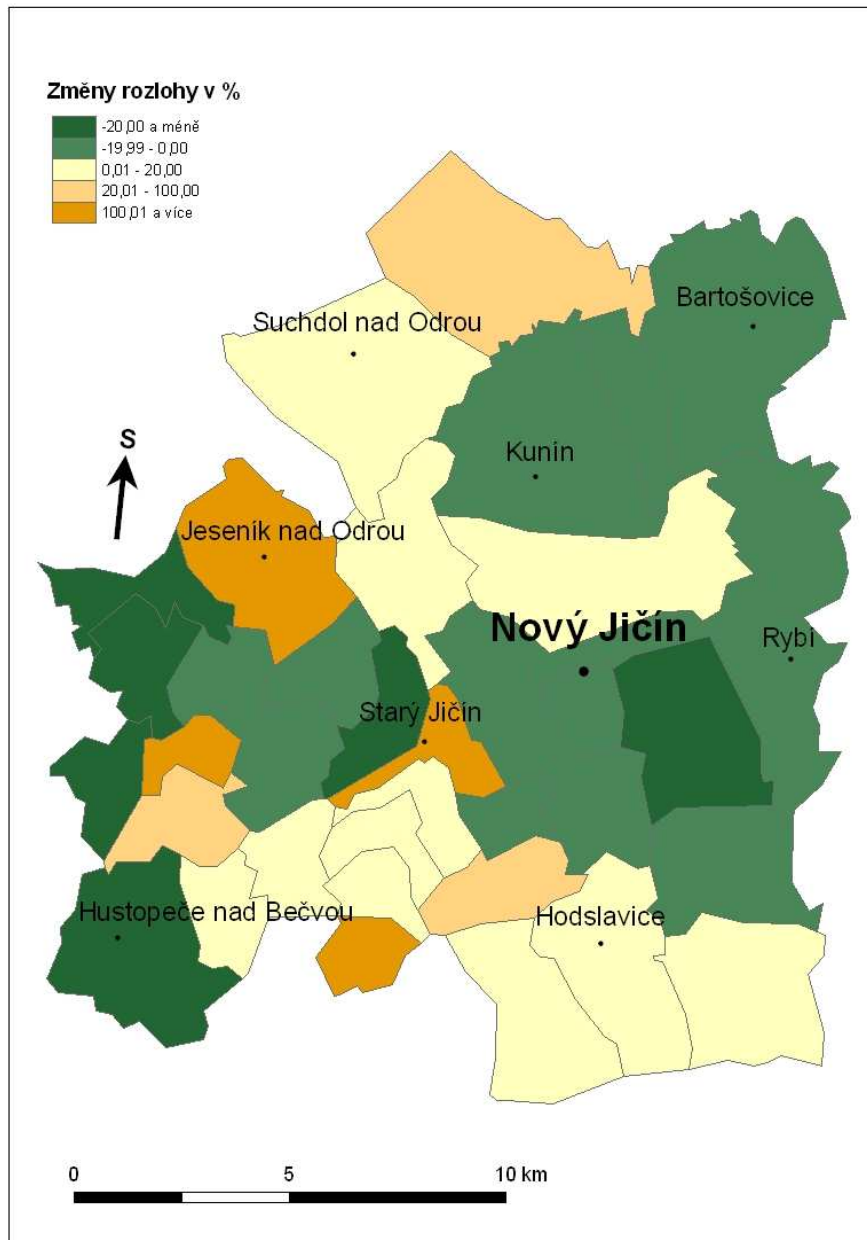 Změny rozlohy v %
-20,00 a méně
-19,99 - 0,00
0,01 - 20,00
20,01 - 100,00
100,01 a více
Bartošovice
Suchdol nad Odrou
S
Kunín
Jeseník nad Odrou
Nový Jičín
Rybí
Starý Jičín
Hustopeče nad Bečvou
Hodslavice
0 5 10 km